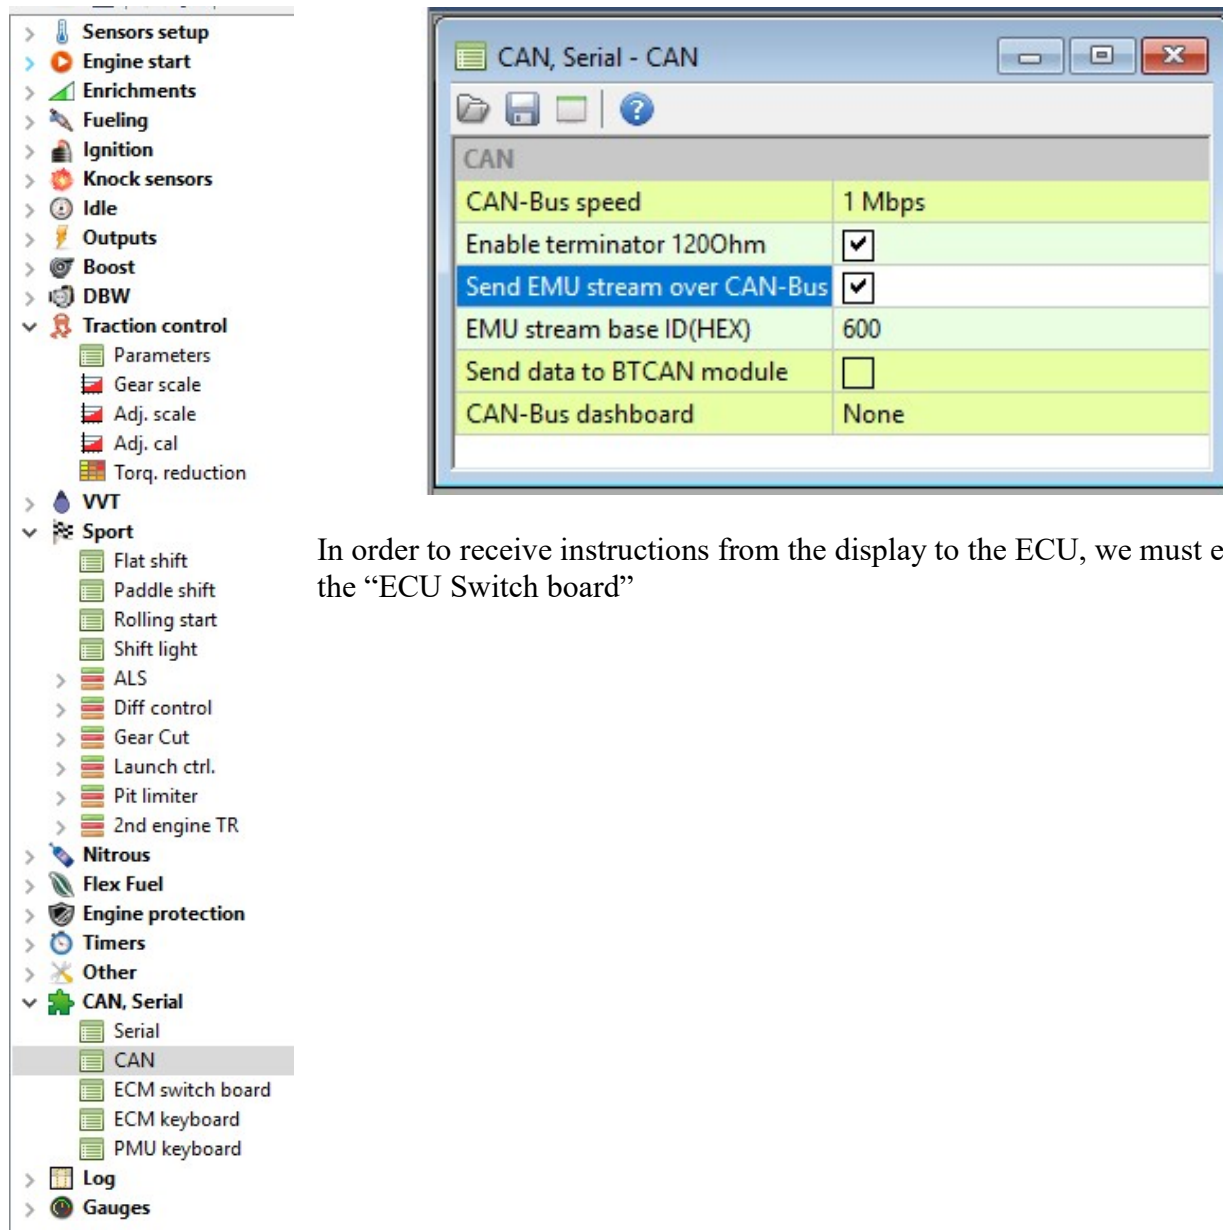 Sensors setup
Engine start
Enrichments
Fueling
Ignition
Knock sensors
Idle
Outputs
Boost
DBW
Traction control
Parameters
Gear scale
Adj. scale
Adj. cal
Torq. reduction
VVT
Sport
Flat shift
Paddle shift
Rolling start
Shift light
ALS
Diff control
Gear Cut
Launch ctrl.
Pit limiter
2nd engine TR
Nitrous
Flex Fuel
Engine protection
Timers
Other
CAN, Serial
Serial
CAN
ECM switch board
ECM keyboard
PMU keyboard
Log
Gauges
CAN, Serial - CAN
CAN
CAN-Bus speed 1 Mbps
Enable terminator 120Ohm
Send EMU stream over CAN-Bus
EMU stream base ID(HEX) 600
Send data to BTCAN module
CAN-Bus dashboard None
In order to receive instructions from the display to the ECU, we must
the “ECU Switch board”